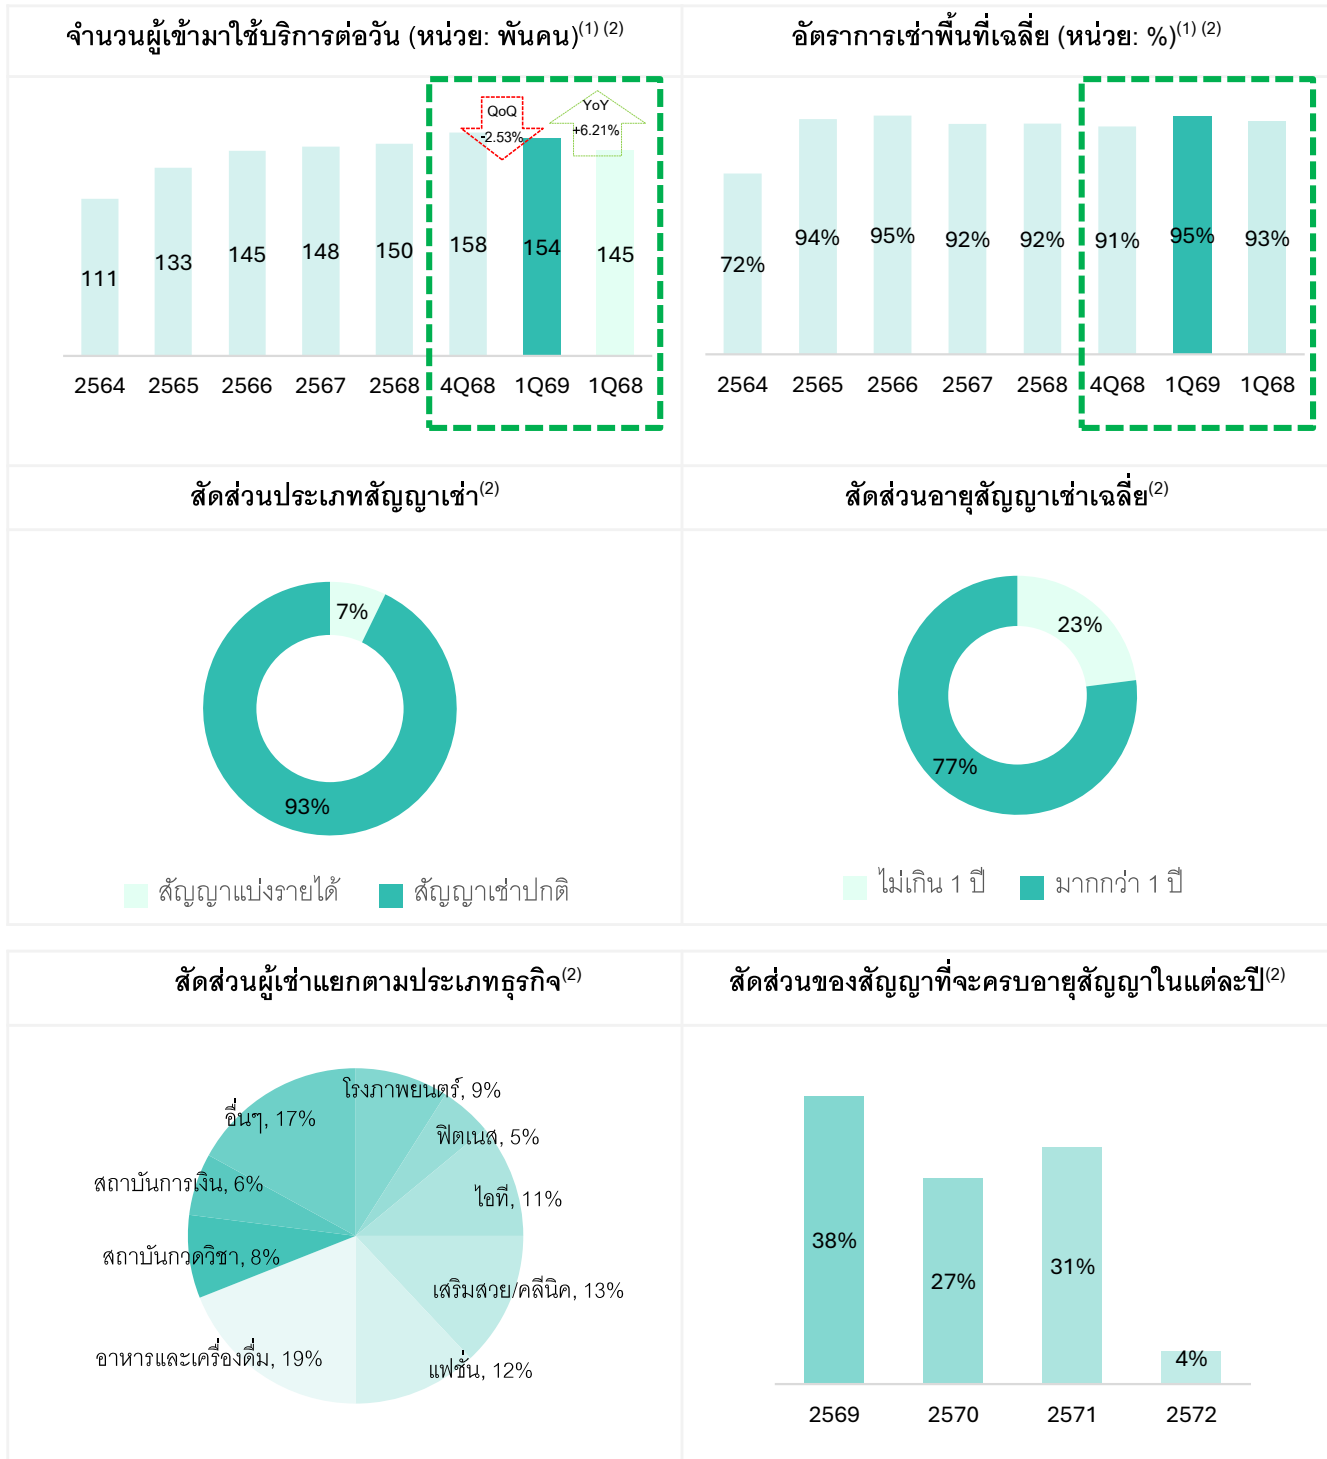 จำนวนผู้เข้ามาใช้บริการต่อวัน (หน่วย: พันคน)(1) (2)
QoQ
-2.53%
YoY
+6.21%
111 133 145 148 150 158 154 145
2564 2565 2566 2567 2568 4Q68 1Q69 1Q68
อัตราการเช่าพื้นที่เฉลี่ย (หน่วย: %)(1) (2)
72% 94% 95% 92% 92% 91% 95% 93%
2564 2565 2566 2567 2568 4Q68 1Q69 1Q68
สัดส่วนประเภทสัญญาเช่า(2)
7%
93%
สัญญาแบ่งรายได้ สัญญาเช่าปกติ
สัดส่วนอายุสัญญาเช่าเฉลี่ย(2)
23%
77%
ไม่เกิน 1 ปี มากกว่า 1 ปี
สัดส่วนผู้เช่าแยกตามประเภทธุรกิจ(2)
โรงภาพยนตร์, 9%
ฟิตเนส, 5%
ไอที, 11%
เสริมสวย/คลีนิค, 13%
แฟชั่น, 12%
อาหารและเครื่องดื่ม, 19%
สถาบันกวดวิชา, 8%
สถาบันการเงิน, 6%
อื่นๆ, 17%
สัดส่วนของสัญญาที่จะครบอายุสัญญาในแต่ละปี(2)
38% 27% 31% 4%
2569 2570 2571 2572